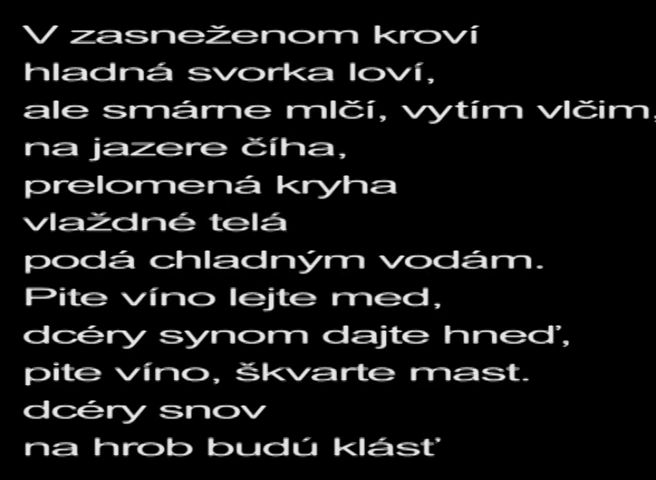 V zasneženom kroví
hladná svorka loví,
ale smárne mlčí, vytím vlčim,
na jazere číha,
prelomená kryha
vlaždné telá
podá chladným vodám.
Pite víno lejte med,
dcéry synom dajte hneď,
pite víno, škvarte mast.
dcéry snov
na hrob budú klásť